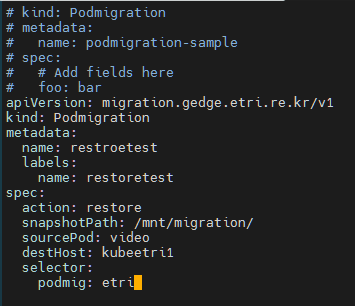 # kind: Podmigration
# metadata:
#   name: podmigration-sample
# spec:
#   # Add fields here
#   foo: bar
apiVersion: migration.gedge.etri.re.kr/v1
kind: Podmigration
metadata:
  name: restroetest
  labels:
    name: restoretest
spec:
  action: restore
  snapshotPath: /mnt/migration/
  sourcePod: video
  destHost: kubeetri1
  selector:
    podmig: etri